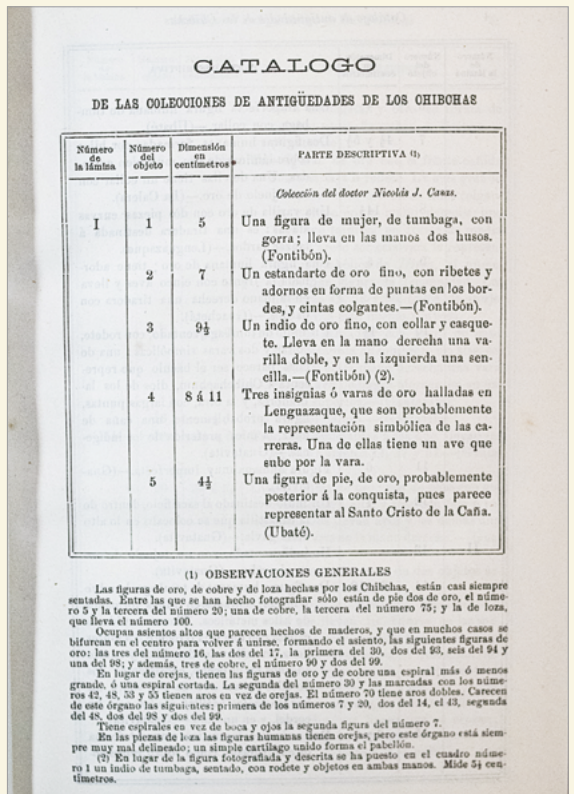 CATALOGO
DE LAS COLECCIONES DE ANTIGÜEDADES DE LOS CHIBCHAS
Número de la lámina
Número del objeto
Dimensión en centímetros
PARTE DESCRIPTIVA (1)
Colección del doctor Nicolás J. Casas.
I 1 5 Una figura de mujer, de tumbaga, con
gorra; lleva en las manos dos husos.
(Fontibón).
2 7 Un estandarte de oro fino, con ribetes y
adornos en forma de puntas en los bor-
des, y cintas colgantes.—(Fontibón).
3 9½ Un indio de oro fino, con collar y casque-
te. Lleva en la mano derecha una va-
rilla doble, y en la izquierda una sen-
cilla.—(Fontibón) (2).
4 8 á 11 Tres insignias ó varas de oro halladas en
Lenguazaque, que son probablemente
la representación simbólica de las ca-
rreras. Una de ellas tiene un ave que
sube por la vara.
5 4½ Una figura de pie, de oro, probablemente
posterior á la conquista, pues parece
representar al Santo Cristo de la Caña.
(Ubaté).
(1) OBSERVACIONES GENERALES
Las figuras de oro, de cobre y de loza hechas por los Chibchas, están casi siempre
sentadas. Entre las que se han hecho fotografiar sólo están de pie dos de oro, el núme-
ro 5 y la tercera del número 20; una de cobre, la tercera del número 75; y la de loza,
que lleva el número 100.
Ocupan asientos altos que parecen hechos de maderos, y que en muchos casos se
bifurcan en el centro para volver á unirse, formando el asiento, las siguientes figuras de
oro: las tres del número 16, las dos del 17, la primera del 30, dos del 93, seis del 94 y
una del 98; y además, tres de cobre, el número 90 y dos del 99.
En lugar de orejas, tienen las figuras de oro y de cobre una espiral más ó menos
grande, ó una espiral cortada. La segunda del número 30 y las marcadas con los núme-
ros 42, 48, 53 y 55 tienen aros en vez de orejas. El número 70 tiene aros dobles. Carecen
de este órgano las siguientes: primera de los números 7 y 20, dos del 14, el 43, segunda
del 48, dos del 98 y dos del 99.
Tiene espirales en vez de boca y ojos la segunda figura del número 7.
En las piezas de loza las figuras humanas tienen orejas, pero este órgano está siem-
pre muy mal delineado; un simple cartílago unido forma el pabellón.
(2) En lugar de la figura fotografiada y descrita se ha puesto en el cuadro núme-
ro 1 un indio de tumbaga, sentado, con rodete y objetos en ambas manos. Mide 5½ cen-
tímetros.